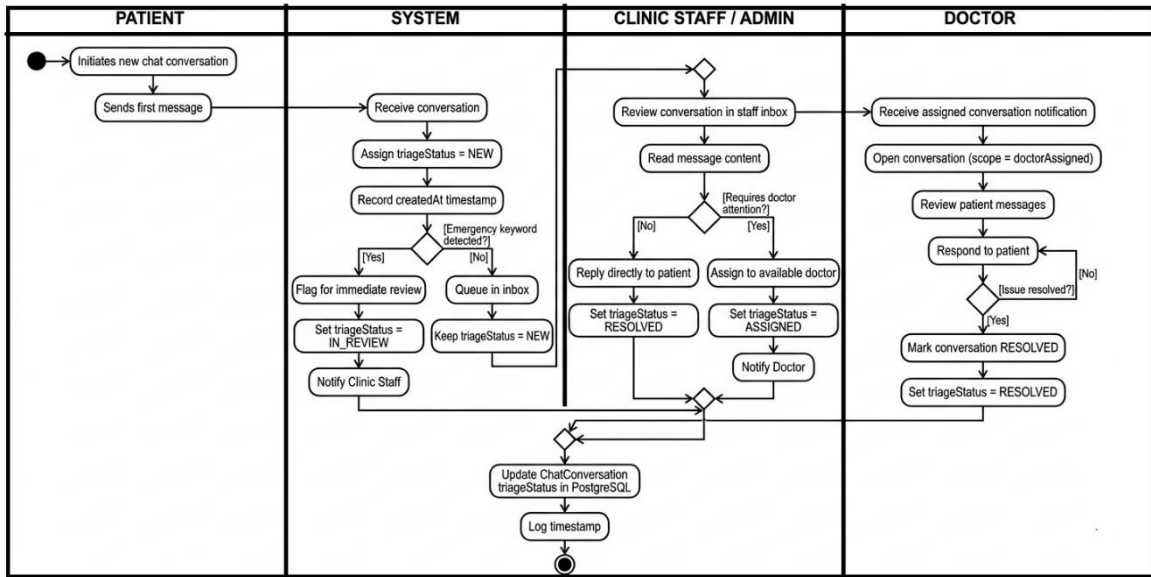 PATIENT
SYSTEM
CLINIC STAFF / ADMIN
DOCTOR
Initiates new chat conversation
Sends first message
Receive conversation
Assign triageStatus = NEW
Record createdAt timestamp
[Emergency keyword
detected?]
[Yes]
[No]
Flag for immediate review
Queue in inbox
Set triageStatus =
IN_REVIEW
Keep triageStatus = NEW
Notify Clinic Staff
Review conversation in staff inbox
Read message content
[Requires doctor
attention?]
[No]
[Yes]
Reply directly to patient
Assign to available doctor
Set triageStatus =
RESOLVED
Set triageStatus =
ASSIGNED
Notify Doctor
Receive assigned conversation notification
Open conversation (scope = doctorAssigned)
Review patient messages
Respond to patient
[No]
[Issue resolved?]
[Yes]
Mark conversation RESOLVED
Set triageStatus = RESOLVED
Update ChatConversation
triageStatus in PostgreSQL
Log timestamp